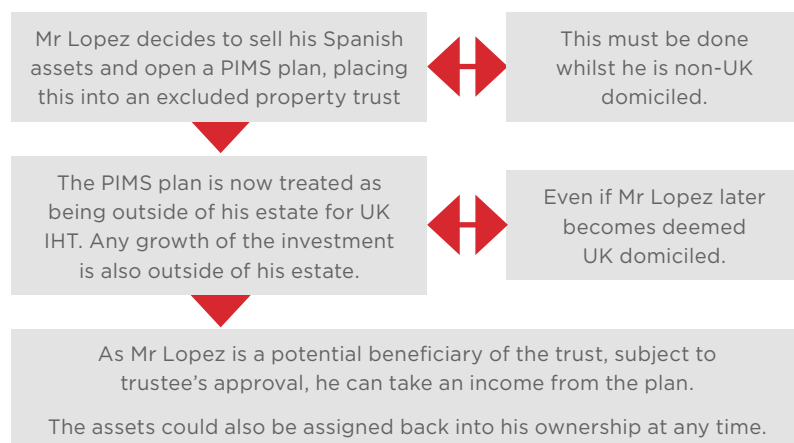 Mr Lopez decides to sell his Spanish
assets and open a PIMS plan, placing
this into an excluded property trust
This must be done
whilst he is non-UK
domiciled.
The PIMS plan is now treated as
being outside of his estate for UK
IHT. Any growth of the investment
is also outside of his estate.
Even if Mr Lopez later
becomes deemed
UK domiciled.
As Mr Lopez is a potential beneficiary of the trust, subject to
trustee’s approval, he can take an income from the plan.
The assets could also be assigned back into his ownership at any time.